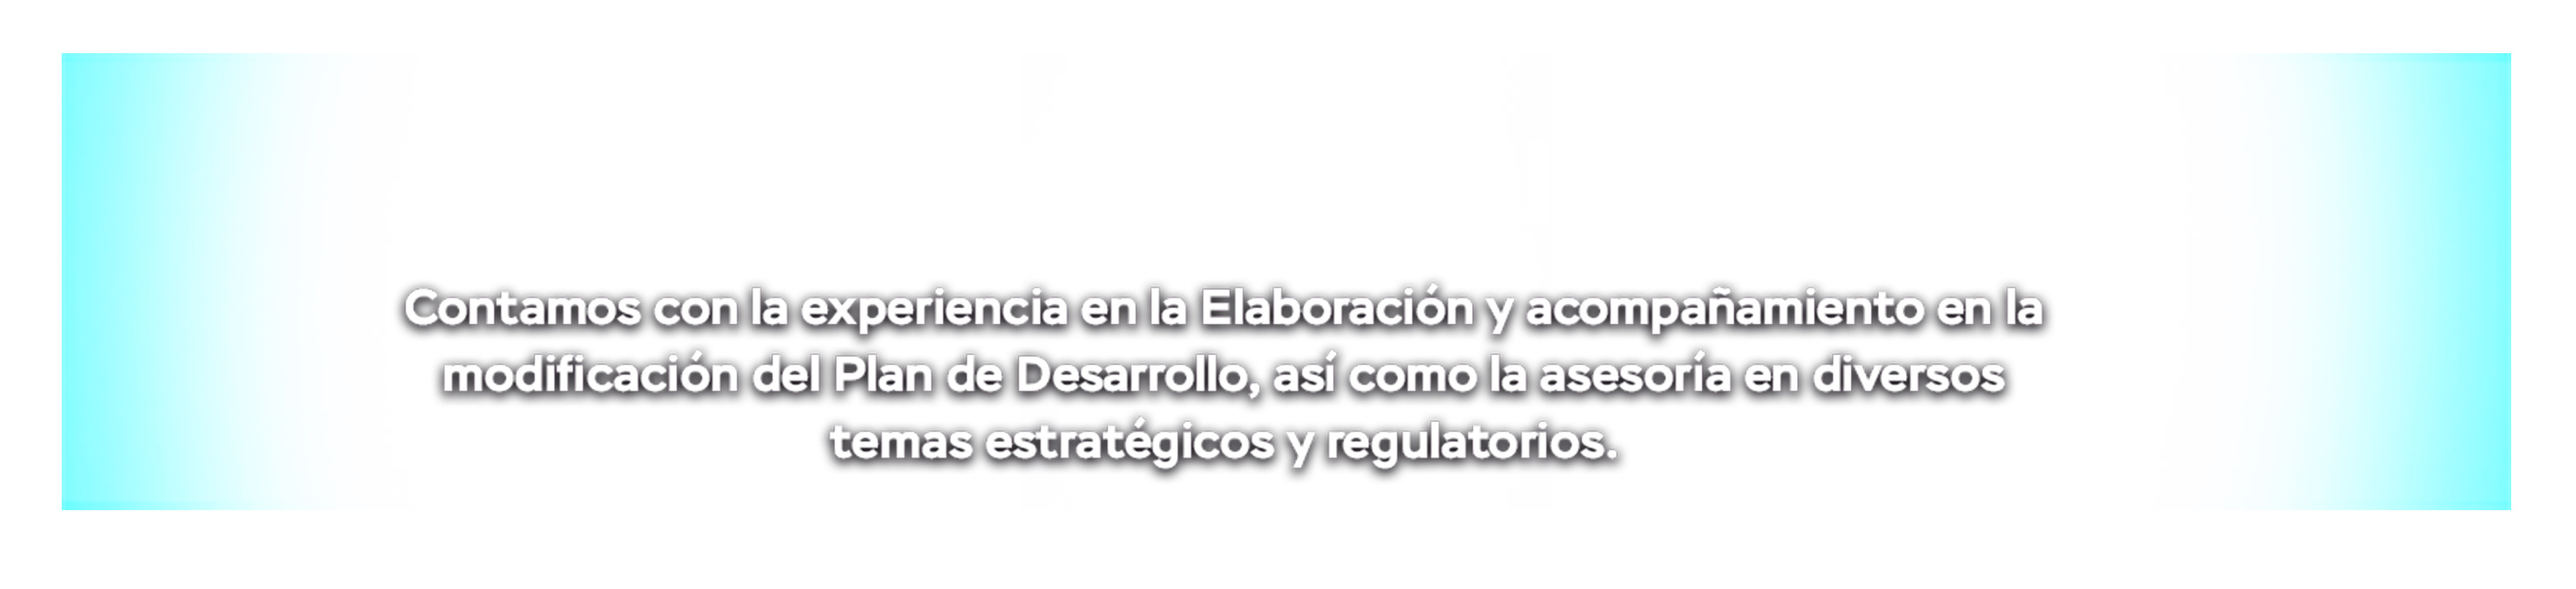 Contamos con la experiencia en la Elaboración y acompañamiento en la
modificación del Plan de Desarrollo, así como la asesoría en diversos
temas estratégicos y regulatorios.